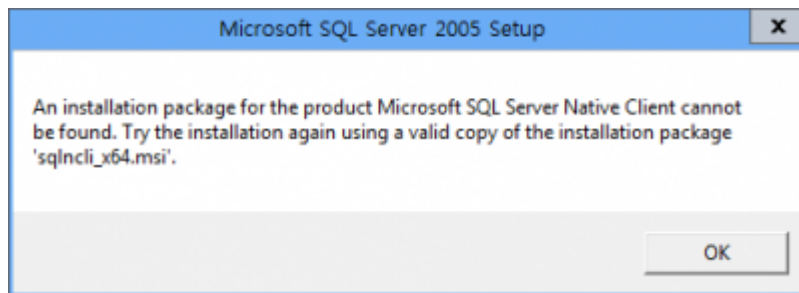 Microsoft SQL Server 2005 Setup
x
An installation package for the product Microsoft SQL Server Native Client cannot
be found. Try the installation again using a valid copy of the installation package
'sqlncli_x64.msi'.
OK